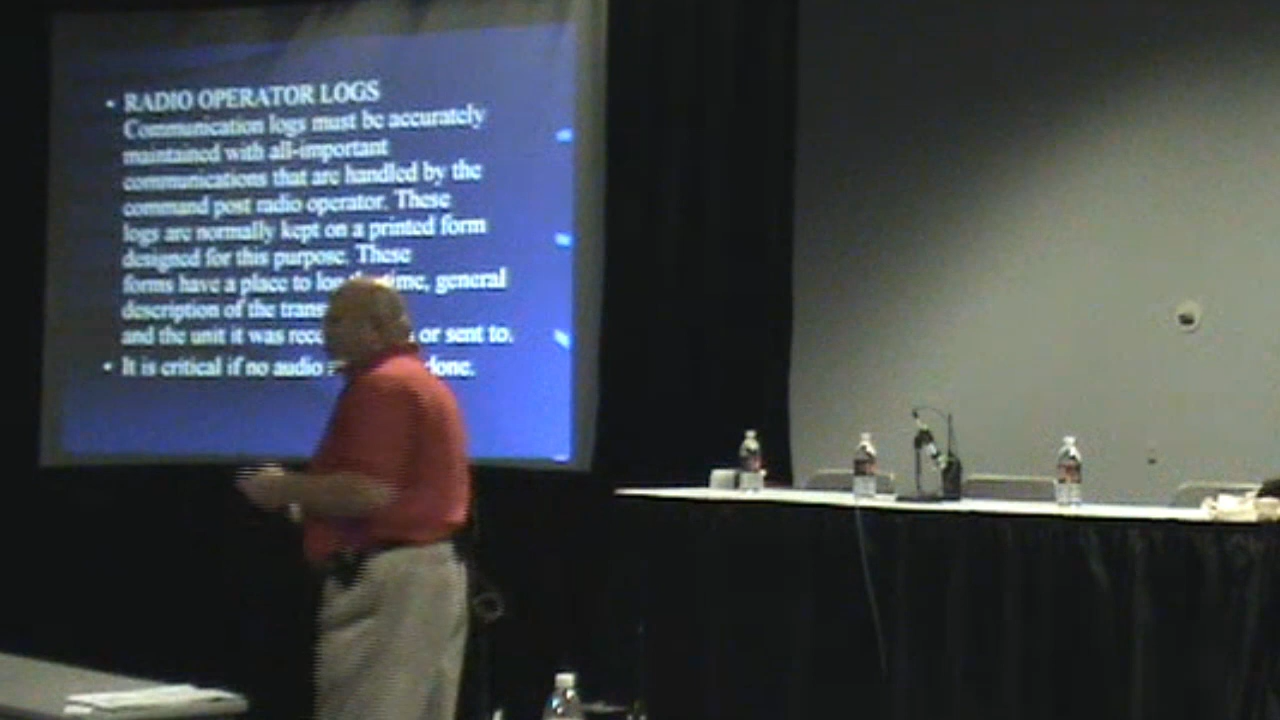 • RADIO OPERATOR LOGS
Communication logs must be accurately
maintained with all-important
communications that are handled by the
command post radio operator. These
logs are normally kept on a printed form
designed for this purpose. These
forms have a place to log time, general
description of the
and the unit it was or sent to.
• It is critical if no audio done.